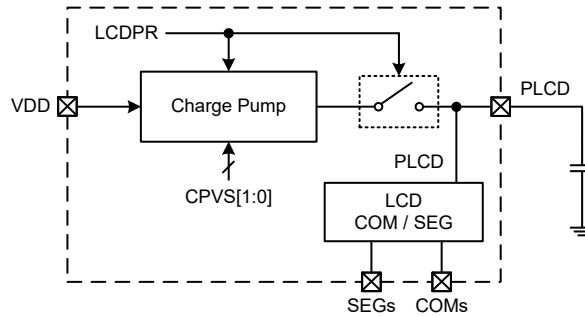 LCDPR
VDD
Charge Pump
PLCD
PLCD
CPVS[1:0]
LCD
COM / SEG
SEGs
COMs